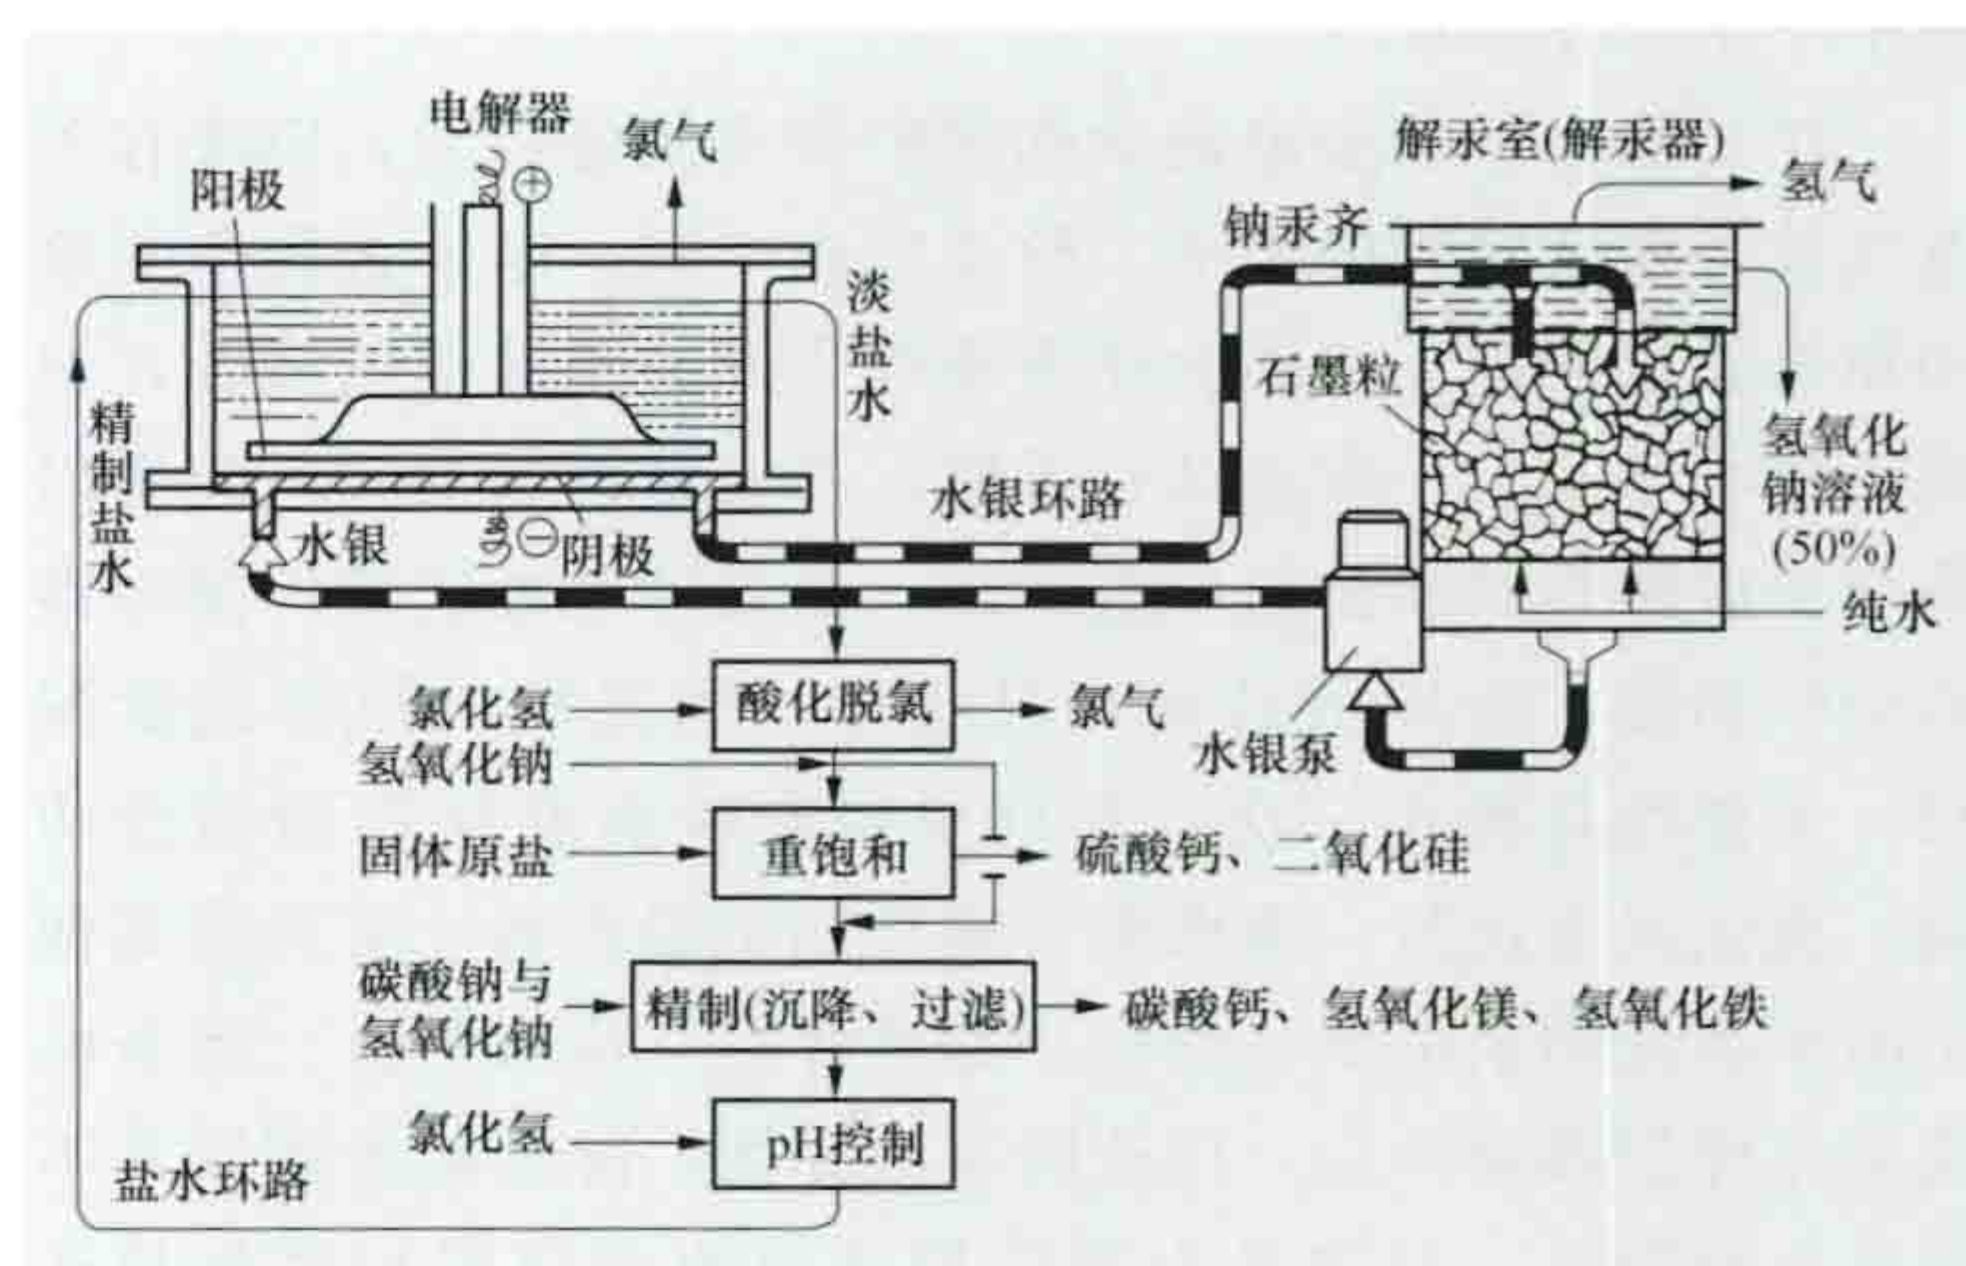 电解器
氯气
解汞室(解汞器)
阳极
⊕
氢气
钠汞齐
淡盐水
石墨粒
精制盐水
氢氧化
钠溶液
(50%)
水银环路
水银
⊖
阴极
纯水
氯化氢
酸化脱氯
氯气
水银泵
氢氧化钠
固体原盐
重饱和
硫酸钙、二氧化硅
碳酸钠与
氢氧化钠
精制(沉降、过滤)
碳酸钙、氢氧化镁、氢氧化铁
氯化氢
pH控制
盐水环路